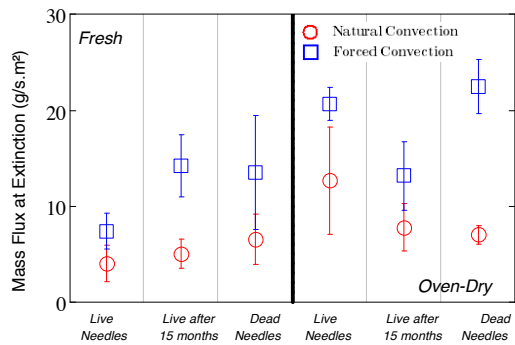 Mass Flux at Extinction (g/s.m²)
30
20
10
0
Fresh
Natural Convection
Forced Convection
Oven-Dry
Live Needles
Live after 15 months
Dead Needles
Live Needles
Live after 15 months
Dead Needles